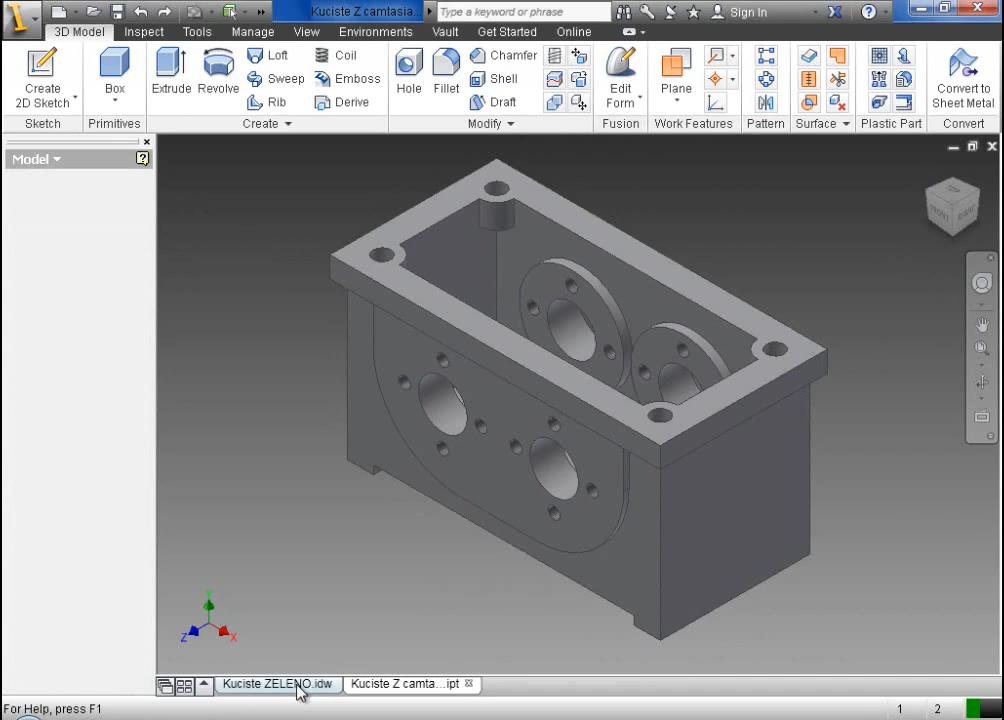 Kuciste Z camtasia...
Type a keyword or phrase
Sign In
3D Model
Inspect
Tools
Manage
View
Environments
Vault
Get Started
Online
Create
2D Sketch
Box
Extrude
Revolve
Loft
Sweep
Rib
Coil
Emboss
Derive
Hole
Fillet
Chamfer
Shell
Draft
Edit
Form
Plane
Convert to
Sheet Metal
Sketch
Primitives
Create
Modify
Fusion
Work Features
Pattern
Surface
Plastic Part
Convert
Model
FRONT
RIGHT
Y
Z
X
Kuciste ZELENO.idw
Kuciste Z camta...ipt
For Help, press F1
1
2